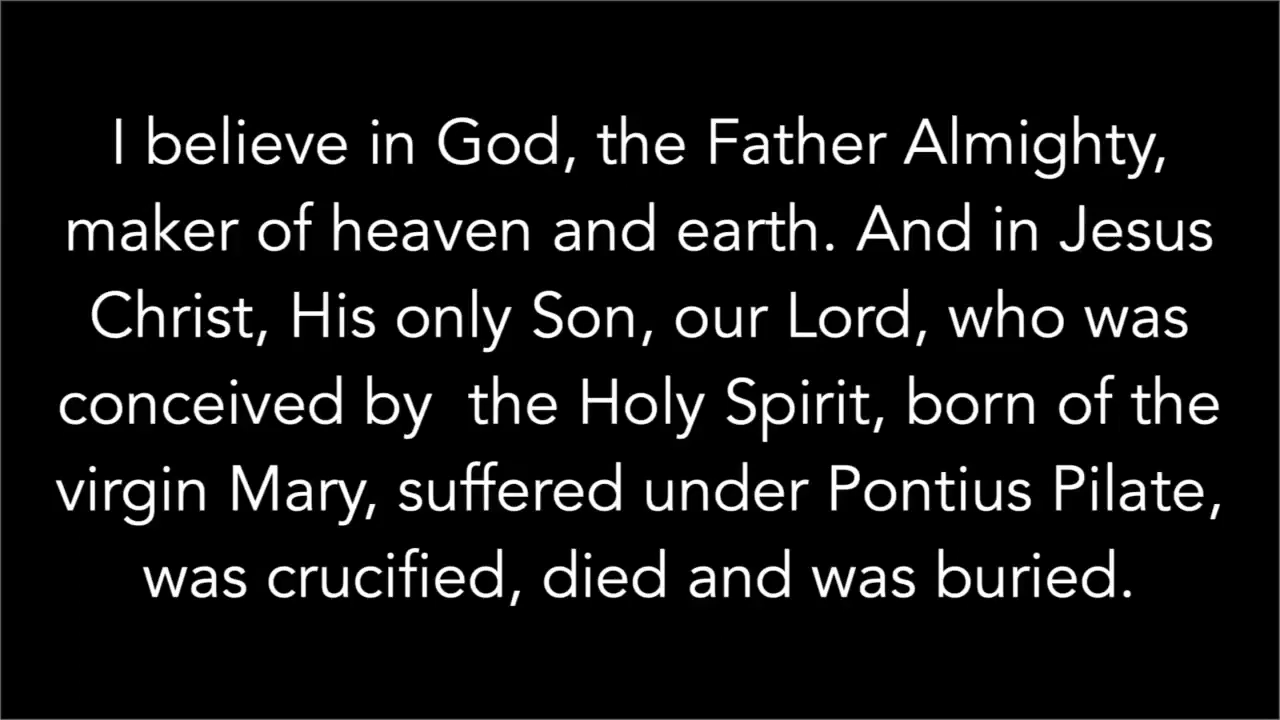 I believe in God, the Father Almighty,
maker of heaven and earth. And in Jesus
Christ, His only Son, our Lord, who was
conceived by  the Holy Spirit, born of the
virgin Mary, suffered under Pontius Pilate,
was crucified, died and was buried.